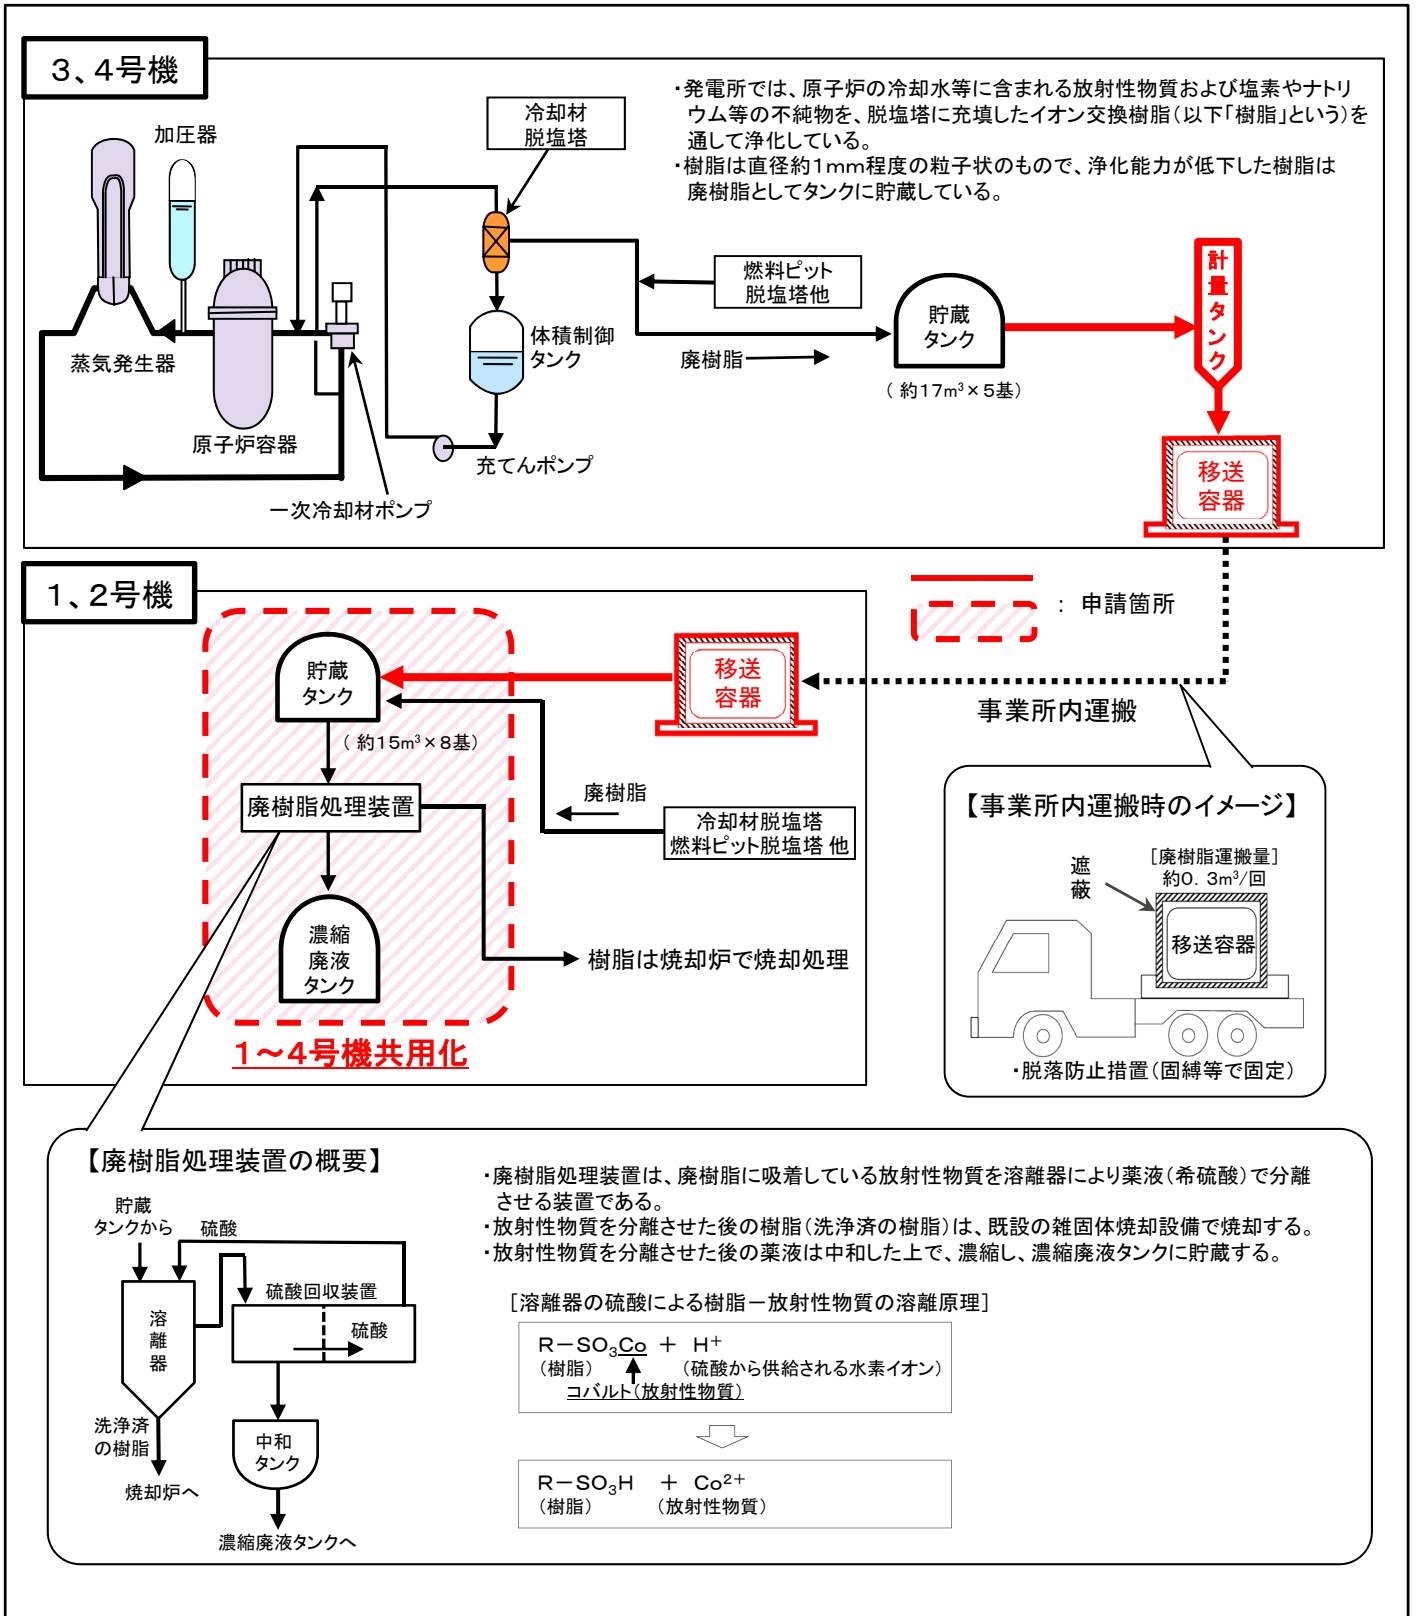 3、4号機
・発電所では、原子炉の冷却水等に含まれる放射性物質および塩素やナトリ
ウム等の不純物を、脱塩塔に充填したイオン交換樹脂(以下「樹脂」という)を
通して浄化している。
・樹脂は直径約1mm程度の粒子状のもので、浄化能力が低下した樹脂は
廃樹脂としてタンクに貯蔵している。
加圧器
冷却材
脱塩塔
燃料ピット
脱塩塔他
計量タンク
貯蔵
タンク
(約17m³×5基)
体積制御
タンク
廃樹脂
蒸気発生器
原子炉容器
充てんポンプ
一次冷却材ポンプ
移送
容器
1、2号機
: 申請箇所
貯蔵
タンク
(約15m³×8基)
移送
容器
事業所内運搬
廃樹脂処理装置
廃樹脂
冷却材脱塩塔
燃料ピット脱塩塔 他
濃縮
廃液
タンク
樹脂は焼却炉で焼却処理
1~4号機共用化
【事業所内運搬時のイメージ】
遮
蔽
[廃樹脂運搬量]
約0.3m³/回
移送容器
・脱落防止措置(固縛等で固定)
【廃樹脂処理装置の概要】
・廃樹脂処理装置は、廃樹脂に吸着している放射性物質を溶離器により薬液(希硫酸)で分離
させる装置である。
・放射性物質を分離させた後の樹脂(洗浄済の樹脂)は、既設の雑固体焼却設備で焼却する。
・放射性物質を分離させた後の薬液は中和した上で、濃縮し、濃縮廃液タンクに貯蔵する。
貯蔵
タンクから
硫酸
硫酸回収装置
硫酸
溶
離
器
洗浄済
の樹脂
焼却炉へ
中和
タンク
濃縮廃液タンクへ
[溶離器の硫酸による樹脂-放射性物質の溶離原理]
R-SO₃Co + H⁺
(樹脂) (硫酸から供給される水素イオン)
コバルト(放射性物質)
R-SO₃H + Co²⁺
(樹脂) (放射性物質)